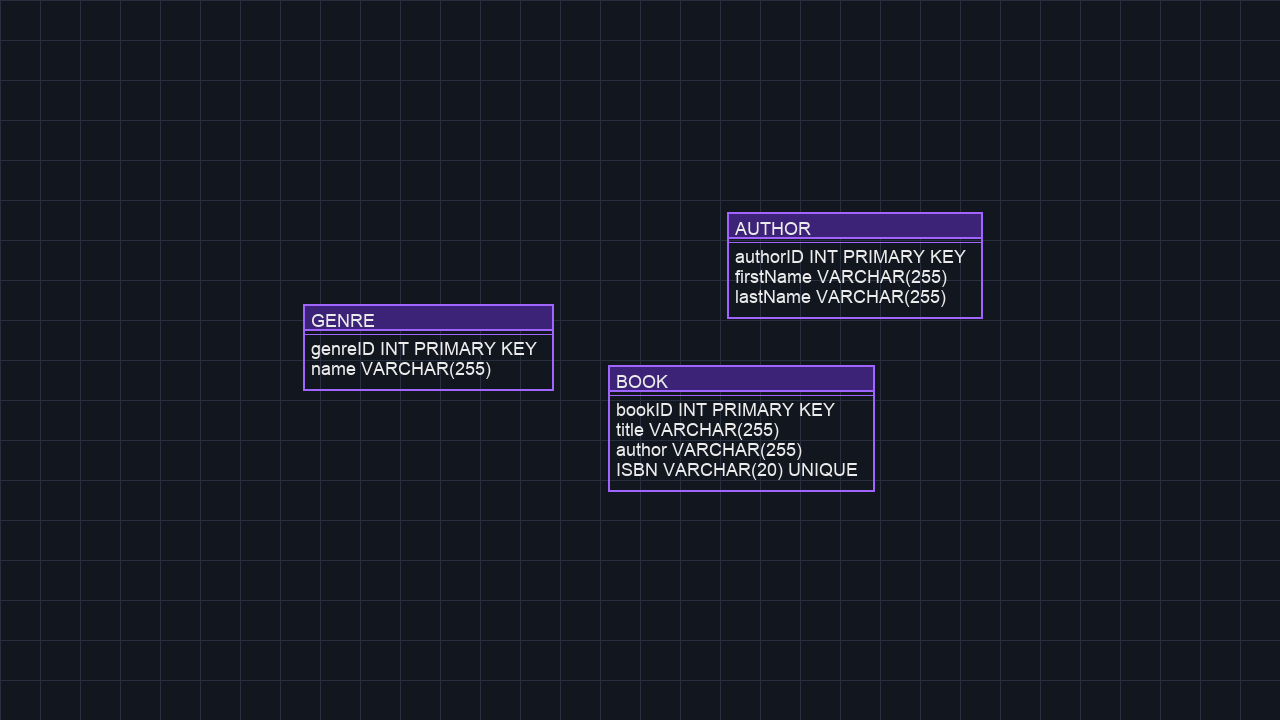 AUTHOR
authorID INT PRIMARY KEY
firstName VARCHAR(255)
lastName VARCHAR(255)
GENRE
genreID INT PRIMARY KEY
name VARCHAR(255)
BOOK
bookID INT PRIMARY KEY
title VARCHAR(255)
author VARCHAR(255)
ISBN VARCHAR(20) UNIQUE